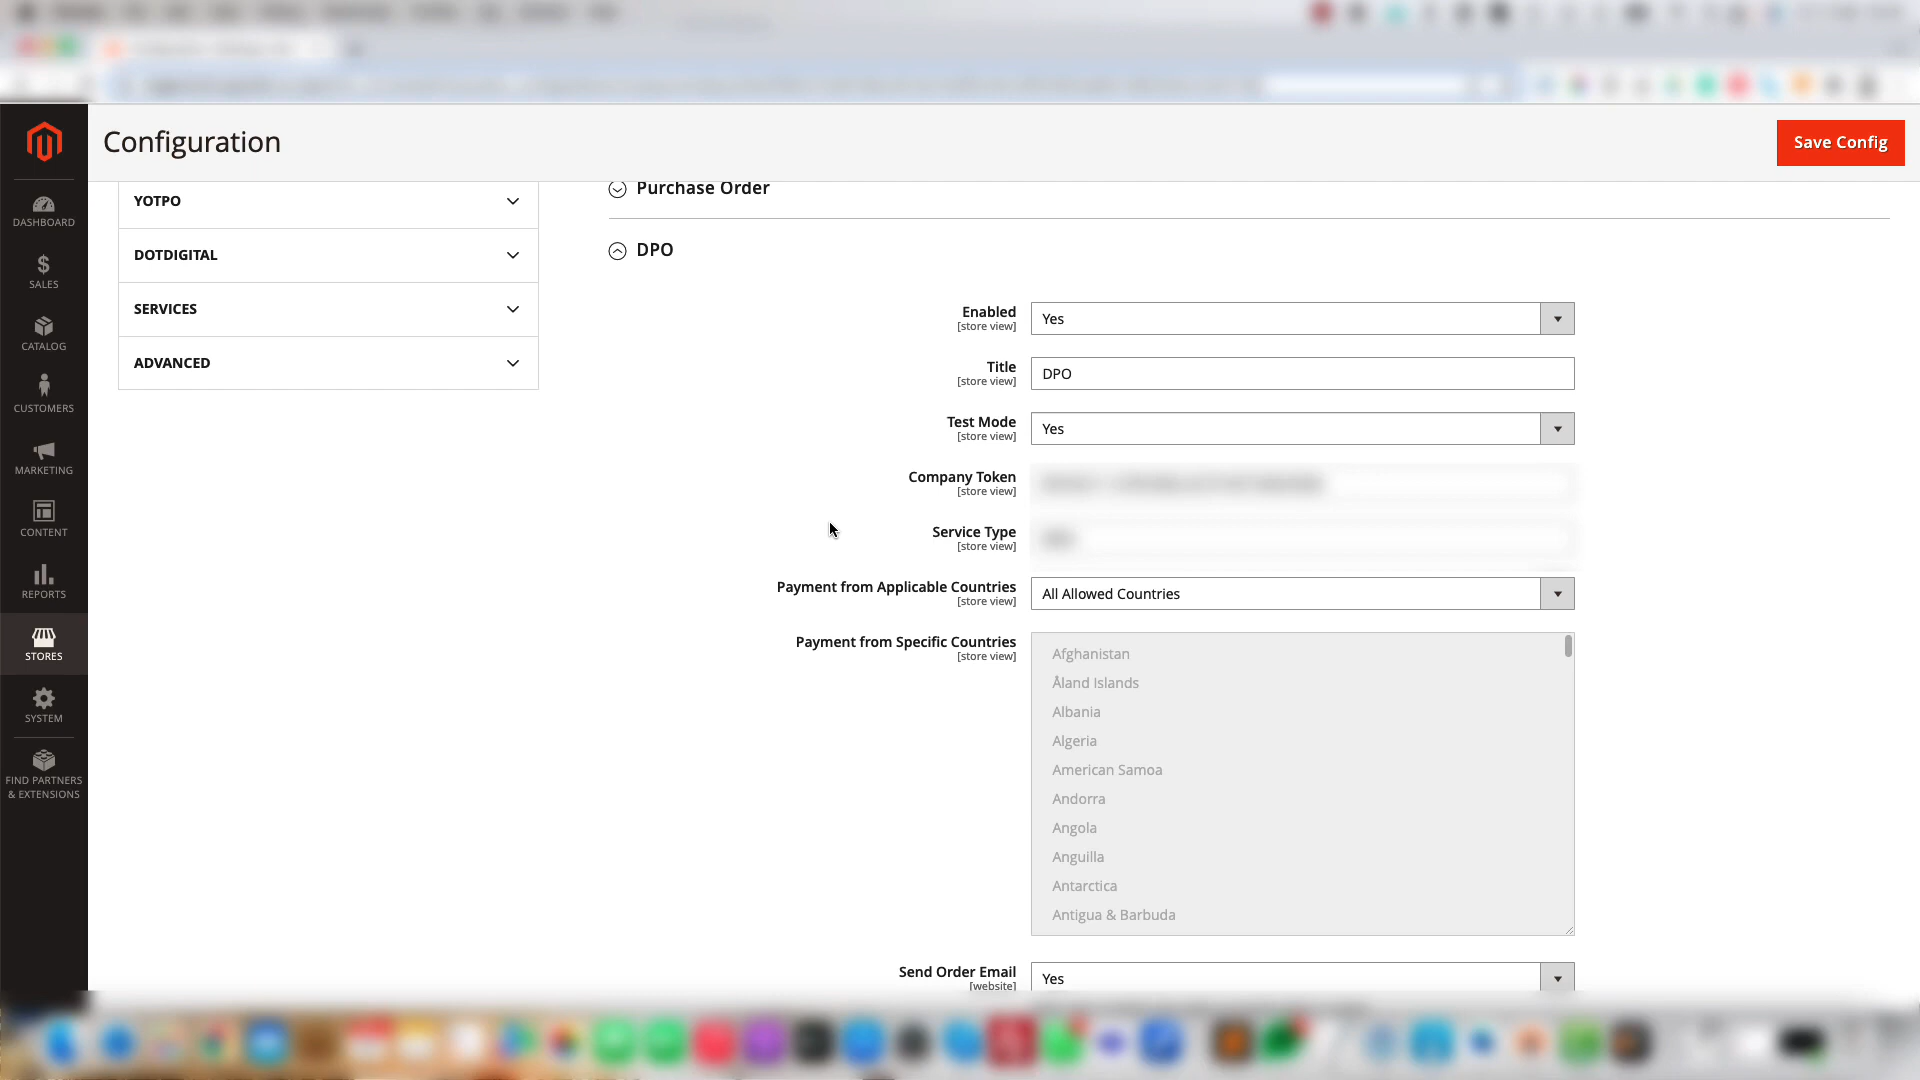 Configuration
Save Config
DASHBOARD
SALES
CATALOG
CUSTOMERS
MARKETING
CONTENT
REPORTS
STORES
SYSTEM
FIND PARTNERS
& EXTENSIONS
YOTPO
DOTDIGITAL
SERVICES
ADVANCED
Purchase Order
DPO
Enabled
[store view]
Yes
Title
[store view]
DPO
Test Mode
[store view]
Yes
Company Token
[store view]
Service Type
[store view]
Payment from Applicable Countries
[store view]
All Allowed Countries
Payment from Specific Countries
[store view]
Afghanistan
Åland Islands
Albania
Algeria
American Samoa
Andorra
Angola
Anguilla
Antarctica
Antigua & Barbuda
Send Order Email
[website]
Yes